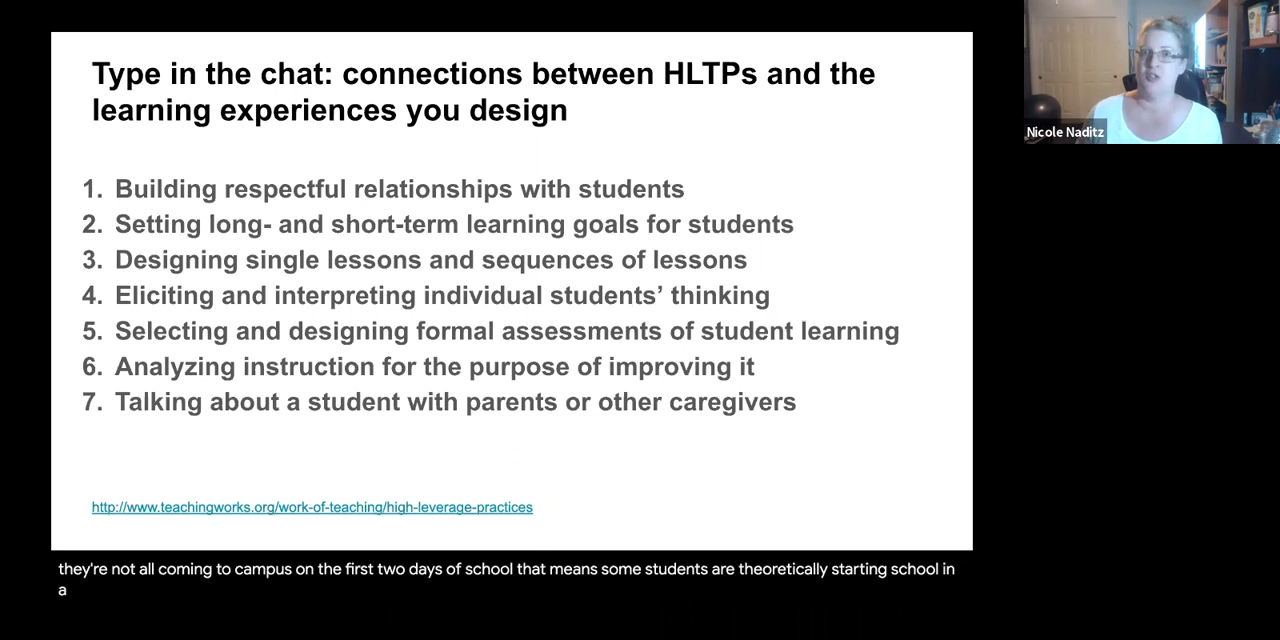 Type in the chat: connections between HLTPs and the
learning experiences you design
1. Building respectful relationships with students
2. Setting long- and short-term learning goals for students
3. Designing single lessons and sequences of lessons
4. Eliciting and interpreting individual students’ thinking
5. Selecting and designing formal assessments of student learning
6. Analyzing instruction for the purpose of improving it
7. Talking about a student with parents or other caregivers
http://www.teachingworks.org/work-of-teaching/high-leverage-practices
Nicole Naditz
they're not all coming to campus on the first two days of school that means some students are theoretically starting school in
a